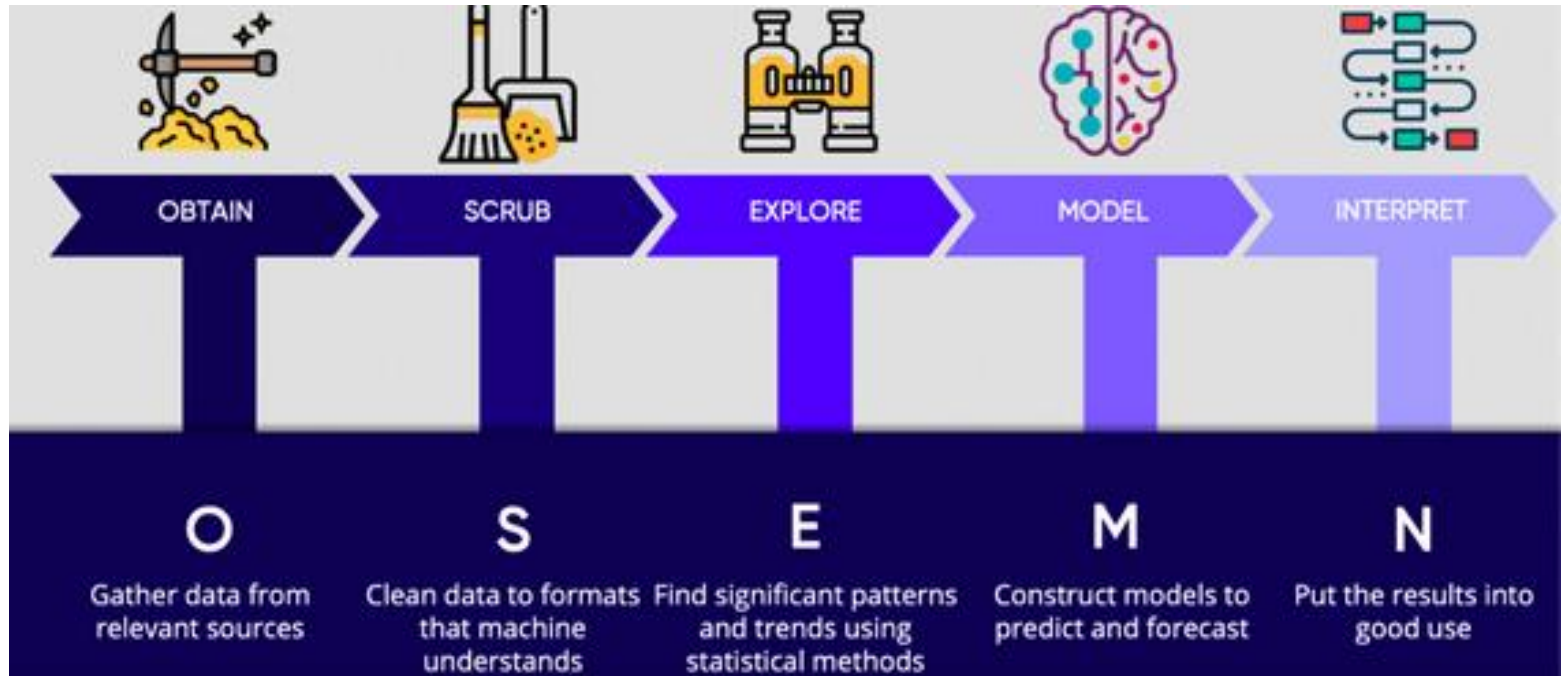 OBTAIN
SCRUB
EXPLORE
MODEL
INTERPRET
O
Gather data from
relevant sources
S
Clean data to formats
that machine
understands
E
Find significant patterns
and trends using
statistical methods
M
Construct models to
predict and forecast
N
Put the results into
good use